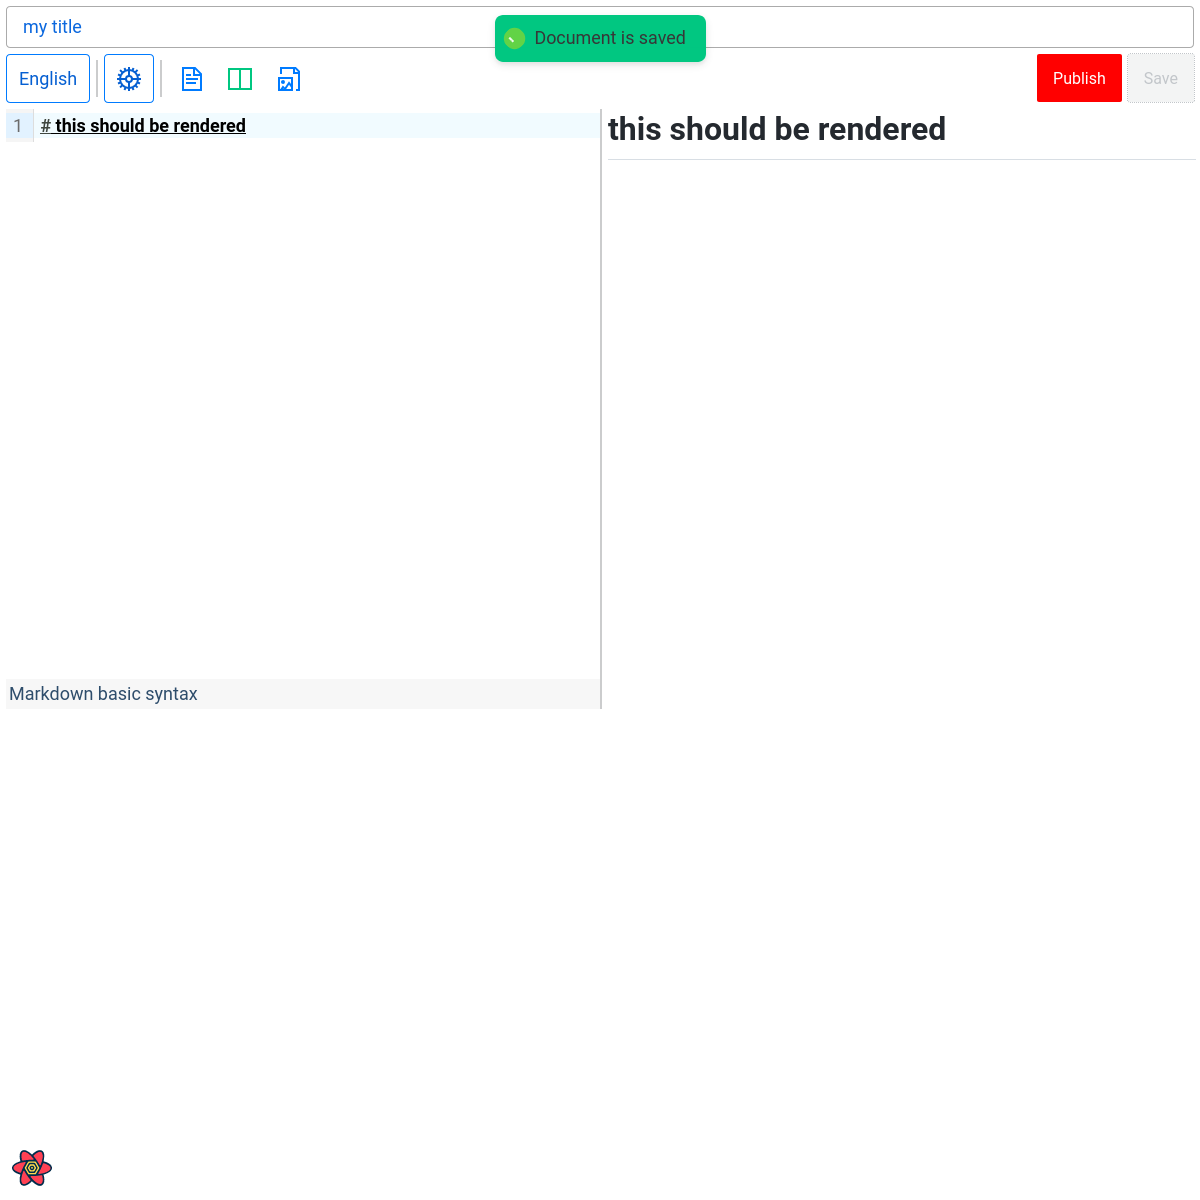 my title
Document is saved
English
Publish
Save
1
# this should be rendered
this should be rendered
Markdown basic syntax